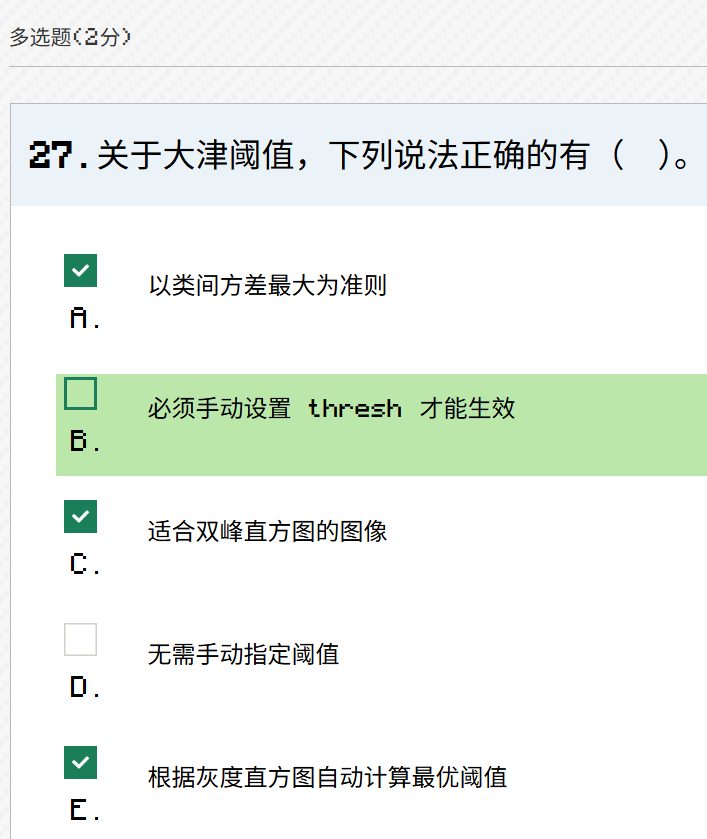 多选题(2分)
27.关于大津阈值，下列说法正确的有（　）。
以类间方差最大为准则
A.
必须手动设置 thresh 才能生效
B.
适合双峰直方图的图像
C.
无需手动指定阈值
D.
根据灰度直方图自动计算最优阈值
E.